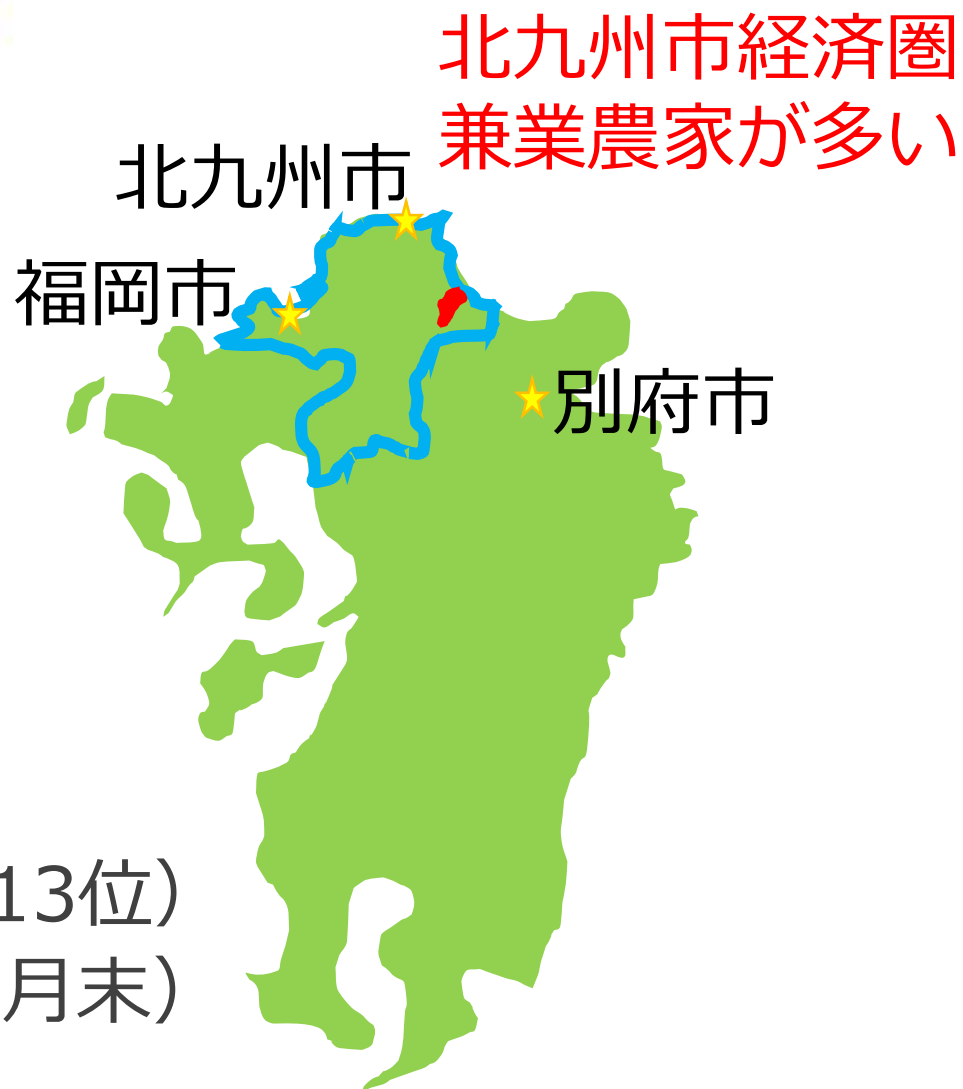 北九州市経済圏
兼業農家が多い
北九州市
福岡市
別府市
13位)
月末)